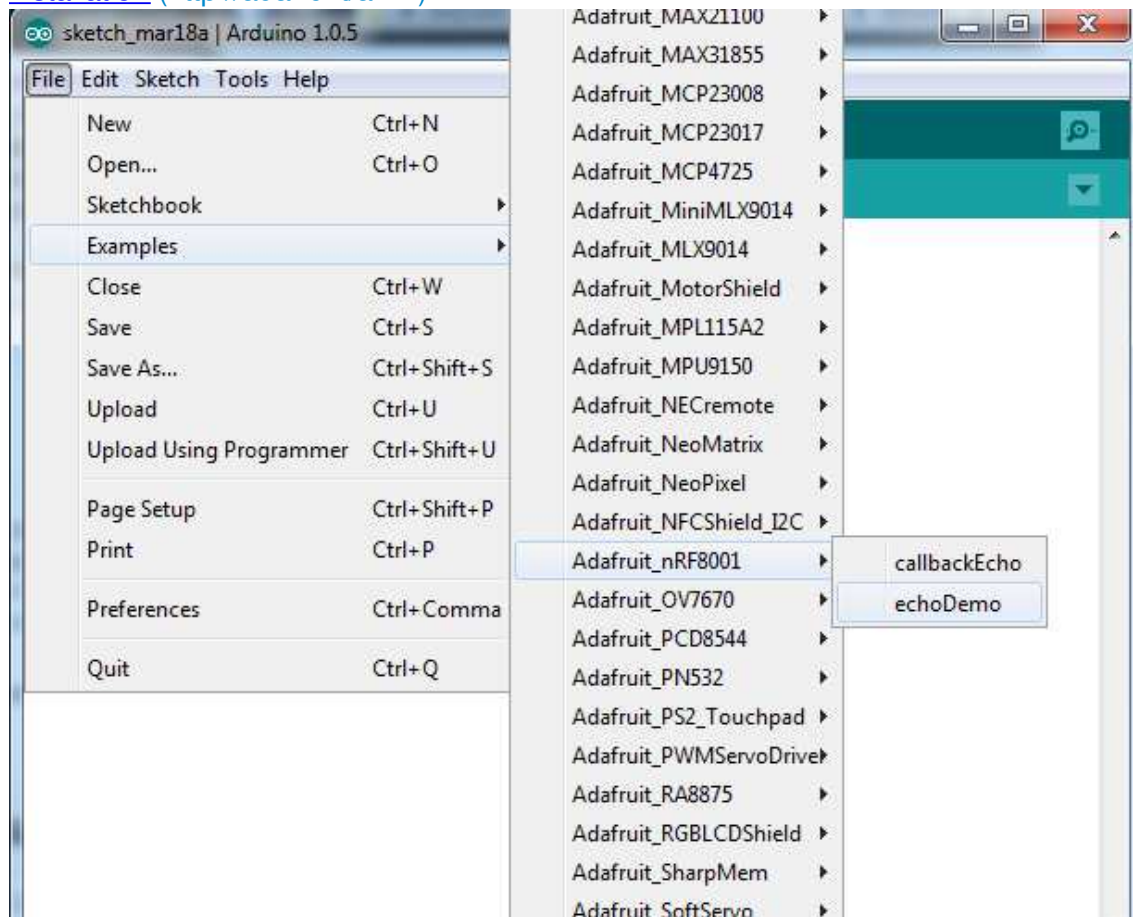 sketch_mar18a | Arduino 1.0.5
File Edit Sketch Tools Help
New Ctrl+N
Open... Ctrl+O
Sketchbook
Examples
Close Ctrl+W
Save Ctrl+S
Save As... Ctrl+Shift+S
Upload Ctrl+U
Upload Using Programmer Ctrl+Shift+U
Page Setup Ctrl+Shift+P
Print Ctrl+P
Preferences Ctrl+Comma
Quit Ctrl+Q
Adafruit_MAX21100
Adafruit_MAX31855
Adafruit_MCP23008
Adafruit_MCP23017
Adafruit_MCP4725
Adafruit_MiniMLX9014
Adafruit_MLX9014
Adafruit_MotorShield
Adafruit_MPL115A2
Adafruit_MPU9150
Adafruit_NECremote
Adafruit_NeoMatrix
Adafruit_NeoPixel
Adafruit_NFCShield_I2C
Adafruit_nRF8001
Adafruit_OV7670
Adafruit_PCD8544
Adafruit_PN532
Adafruit_PS2_Touchpad
Adafruit_PWMServoDriver
Adafruit_RA8875
Adafruit_RGBLCDShield
Adafruit_SharpMem
Adafruit_SoftServo
callbackEcho
echoDemo